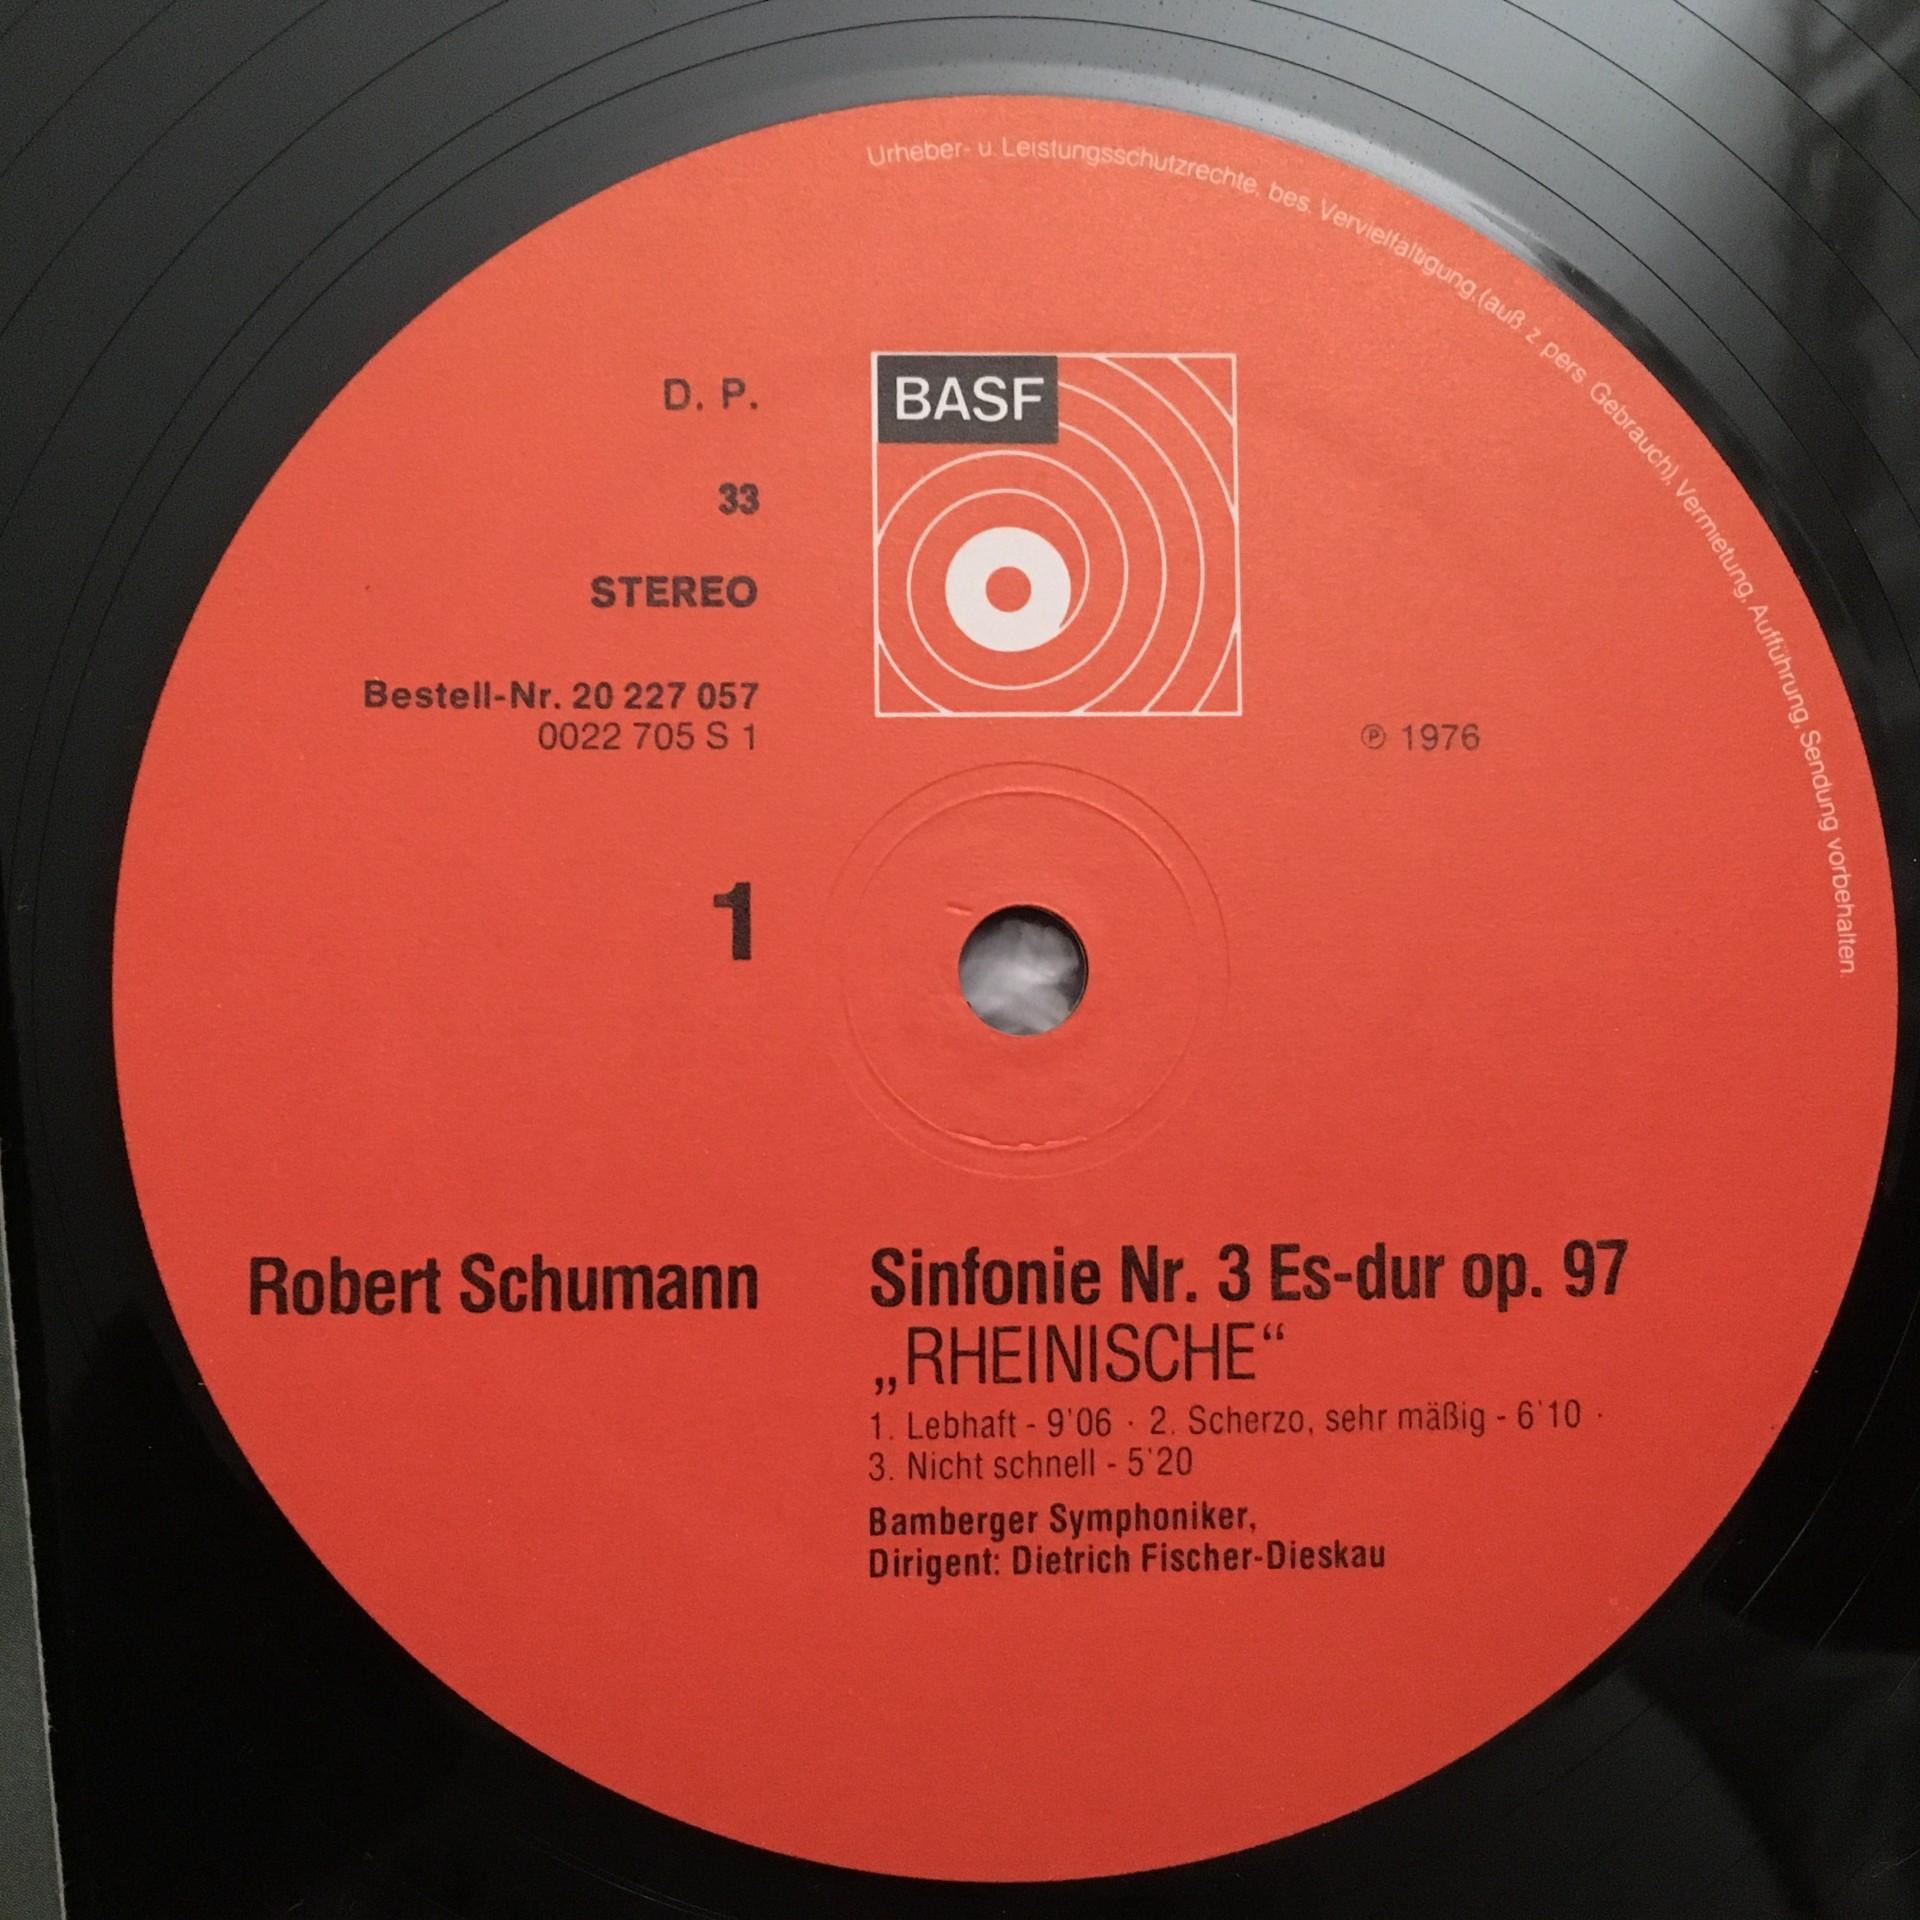 Urheber- u. Leistungsschutzrechte, bes. Vervielfältigung (auß. z. pers. Gebrauch), Vermietung, Aufführung, Sendung vorbehalten.
BASF
D. P.
33
STEREO
Bestell-Nr. 20 227 057
0022 705 S 1
℗ 1976
1
Robert Schumann
Sinfonie Nr. 3 Es-dur op. 97
„RHEINISCHE“
1. Lebhaft - 9'06 · 2. Scherzo, sehr mäßig - 6'10 ·
3. Nicht schnell - 5'20
Bamberger Symphoniker,
Dirigent: Dietrich Fischer-Dieskau